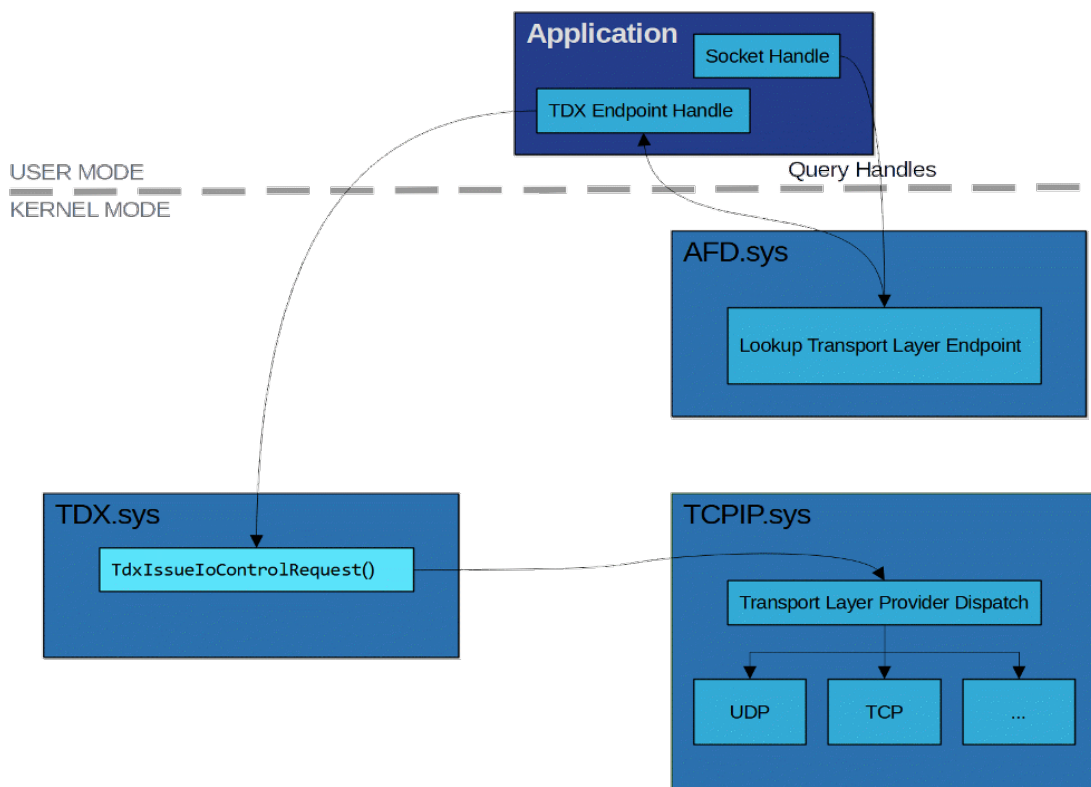 Application
Socket Handle
TDX Endpoint Handle
USER MODE
Query Handles
KERNEL MODE
AFD.sys
Lookup Transport Layer Endpoint
TDX.sys
TdxIssueIoControlRequest()
TCPIP.sys
Transport Layer Provider Dispatch
UDP
TCP
...